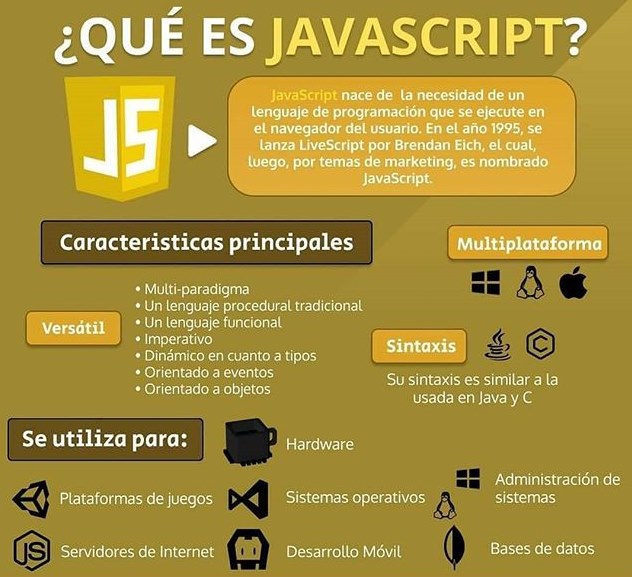 ¿QUÉ ES JAVASCRIPT?
JS
JavaScript nace de la necesidad de un
lenguaje de programación que se ejecute en
el navegador del usuario. En el año 1995, se
lanza LiveScript por Brendan Eich, el cual,
luego, por temas de marketing, es nombrado
JavaScript.
Caracteristicas principales
Multiplataforma
Versátil
• Multi-paradigma
• Un lenguaje procedural tradicional
• Un lenguaje funcional
• Imperativo
• Dinámico en cuanto a tipos
• Orientado a eventos
• Orientado a objetos
Sintaxis
C
Su sintaxis es similar a la
usada en Java y C
Se utiliza para:
Hardware
Plataformas de juegos
Sistemas operativos
Administración de
sistemas
JS
Servidores de Internet
Desarrollo Móvil
Bases de datos